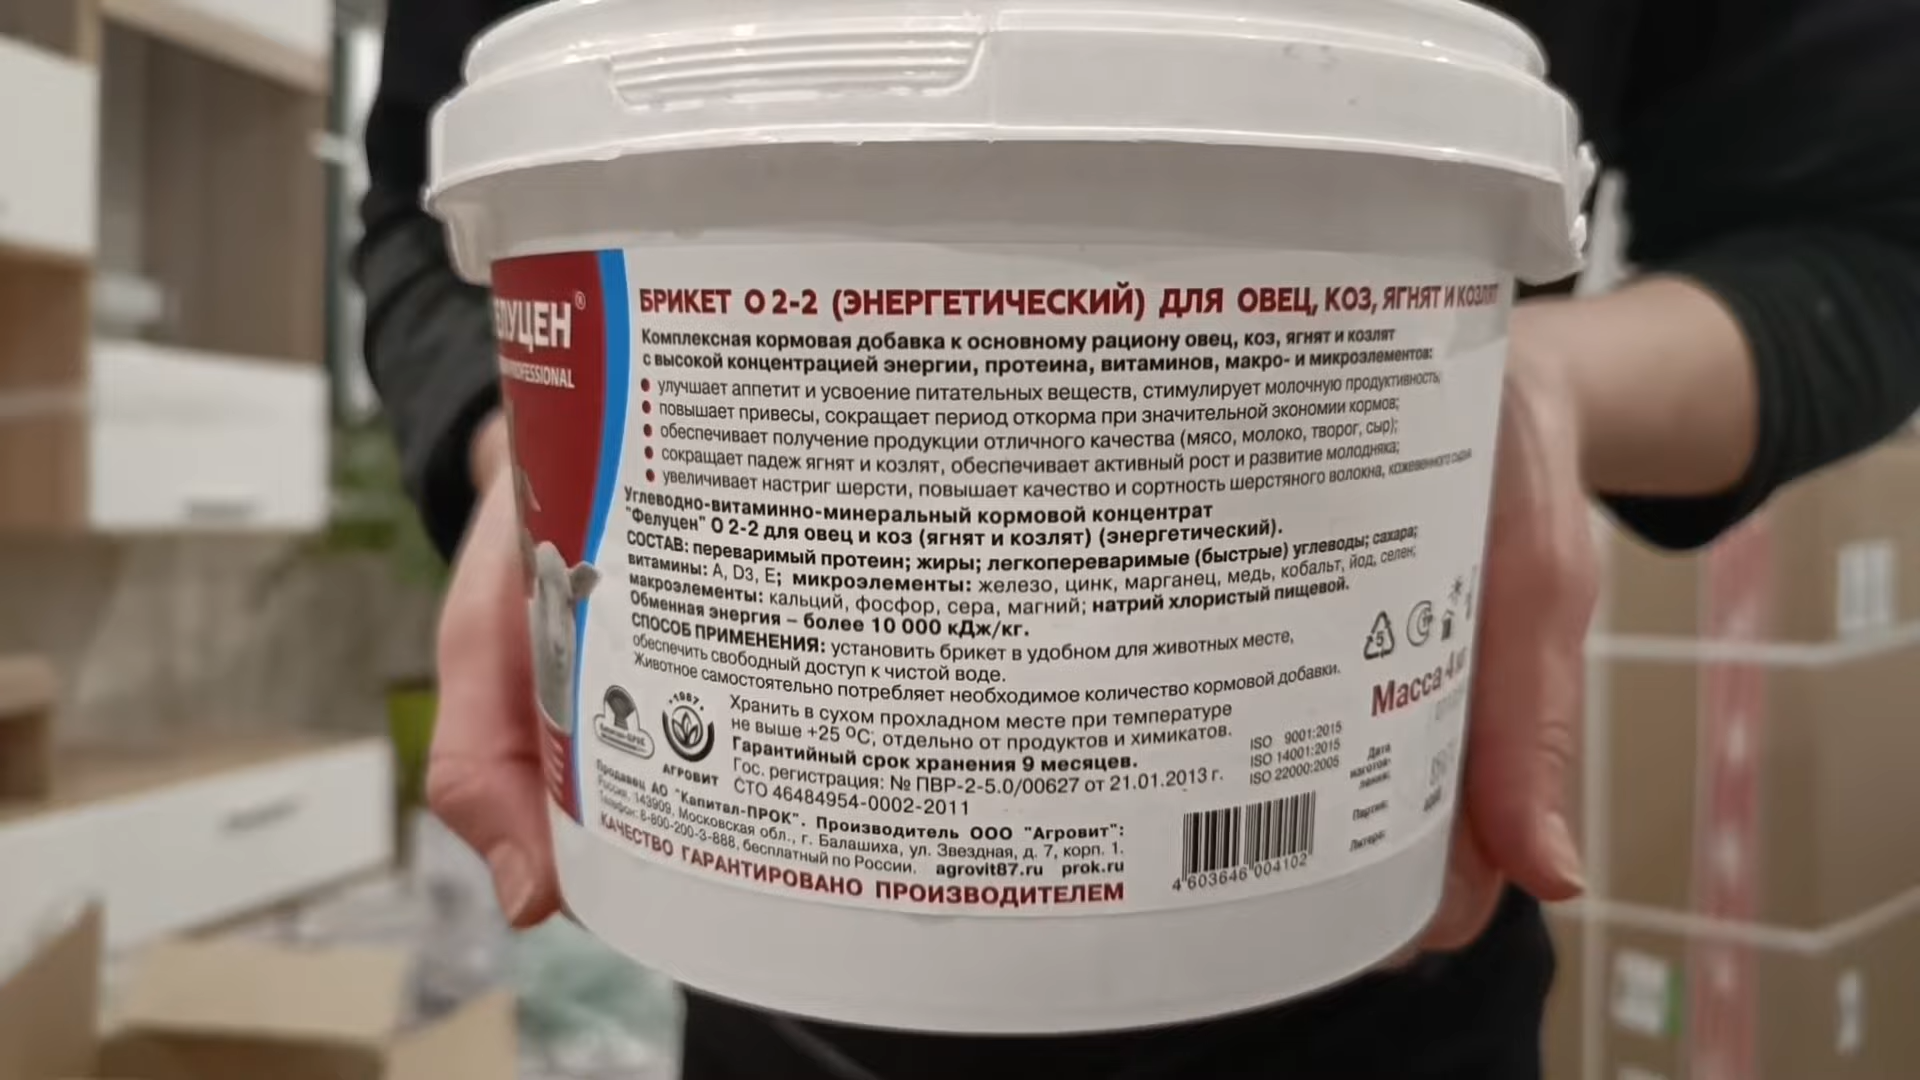 ЕЛУЦЕН®
PROFESSIONAL
БРИКЕТ О 2-2 (ЭНЕРГЕТИЧЕСКИЙ) ДЛЯ ОВЕЦ, КОЗ, ЯГНЯТ И КОЗЛЯТ
Комплексная кормовая добавка к основному рациону овец, коз, ягнят и козлят
с высокой концентрацией энергии, протеина, витаминов, макро- и микроэлементов:
• улучшает аппетит и усвоение питательных веществ, стимулирует молочную продуктивность;
• повышает привесы, сокращает период откорма при значительной экономии кормов;
• обеспечивает получение продукции отличного качества (мясо, молоко, творог, сыр);
• сокращает падеж ягнят и козлят, обеспечивает активный рост и развитие молодняка;
• увеличивает настриг шерсти, повышает качество и сортность шерстяного волокна, кожевенного сырья
Углеводно-витаминно-минеральный кормовой концентрат
"Фелуцен" О 2-2 для овец и коз (ягнят и козлят) (энергетический).
СОСТАВ: переваримый протеин; жиры; легкопереваримые (быстрые) углеводы; сахара;
витамины: A, D3, E; микроэлементы: железо, цинк, марганец, медь, кобальт, йод, селен;
макроэлементы: кальций, фосфор, сера, магний; натрий хлористый пищевой.
Обменная энергия – более 10 000 кДж/кг.
СПОСОБ ПРИМЕНЕНИЯ: установить брикет в удобном для животных месте,
обеспечить свободный доступ к чистой воде.
Животное самостоятельно потребляет необходимое количество кормовой добавки.
5
Масса 4 кг
1987
АГРОВИТ
Хранить в сухом прохладном месте при температуре
не выше +25 ºС, отдельно от продуктов и химикатов.
Гарантийный срок хранения 9 месяцев.
Гос. регистрация: № ПВР-2-5.0/00627 от 21.01.2013 г.
СТО 46484954-0002-2011
ISO 9001:2015
ISO 14001:2015
ISO 22000:2005
Дата
изготов-
ления:
Партия:
Литера:
Продавец АО "Капитал-ПРОК". Производитель ООО "Агровит":
Россия, 143909, Московская обл., г. Балашиха, ул. Звездная, д. 7, корп. 1.
Телефон: 8-800-200-3-888, бесплатный по России. agrovit87.ru prok.ru
КАЧЕСТВО ГАРАНТИРОВАНО ПРОИЗВОДИТЕЛЕМ
4 603646 004102